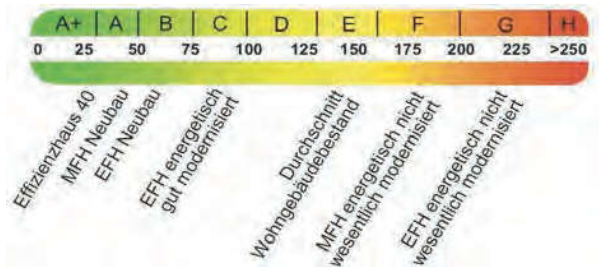 A+ A B C D E F G H
0 25 50 75 100 125 150 175 200 225 >250
Effizienzhaus 40
MFH Neubau
EFH Neubau
EFH energetisch
gut modernisiert
Durchschnitt
Wohngebäudebestand
MFH energetisch nicht
wesentlich modernisiert
EFH energetisch nicht
wesentlich modernisiert